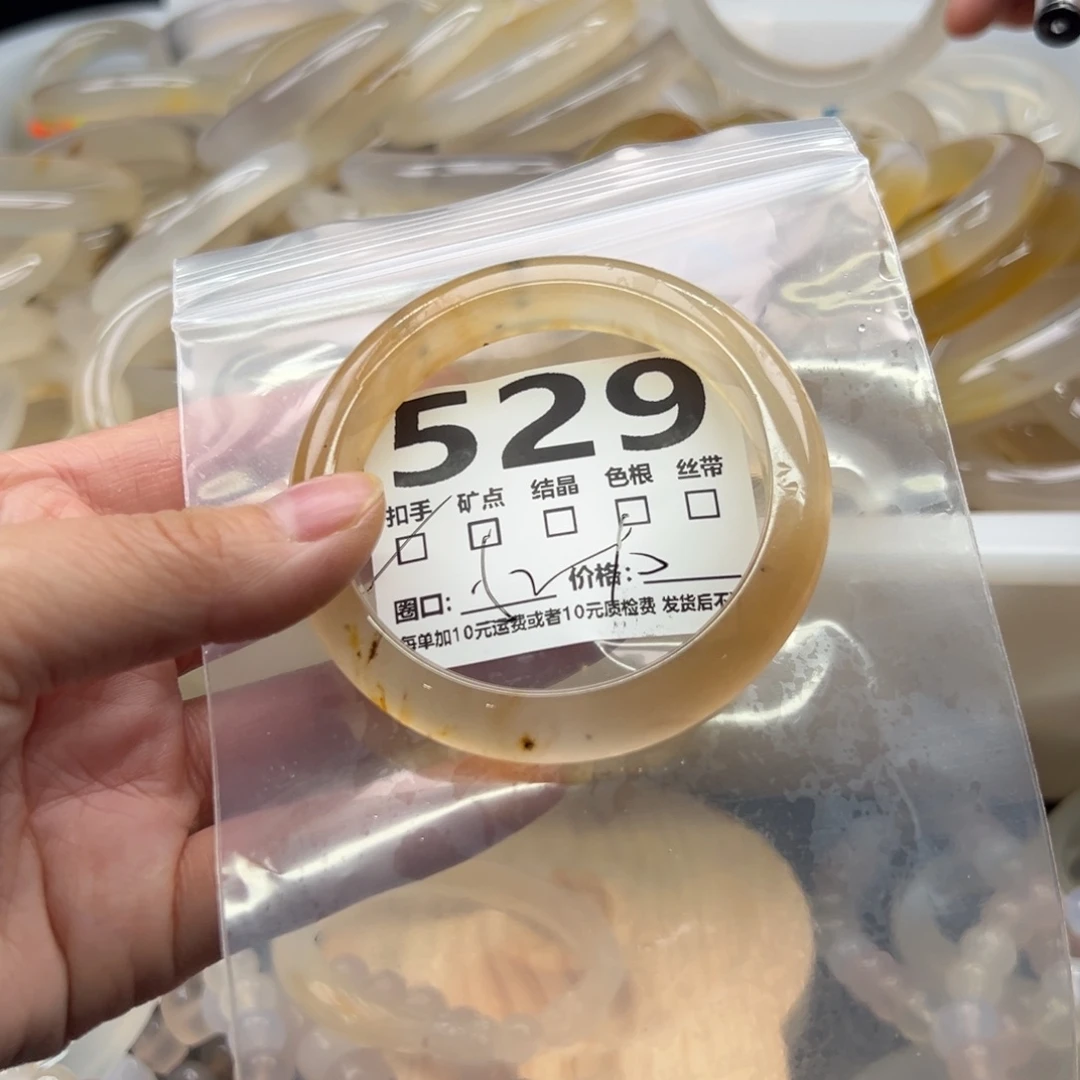 529
扣手 矿点 结晶 色根 丝带
圈口: 价格:
每单加10元运费或者10元质检费 发货后不